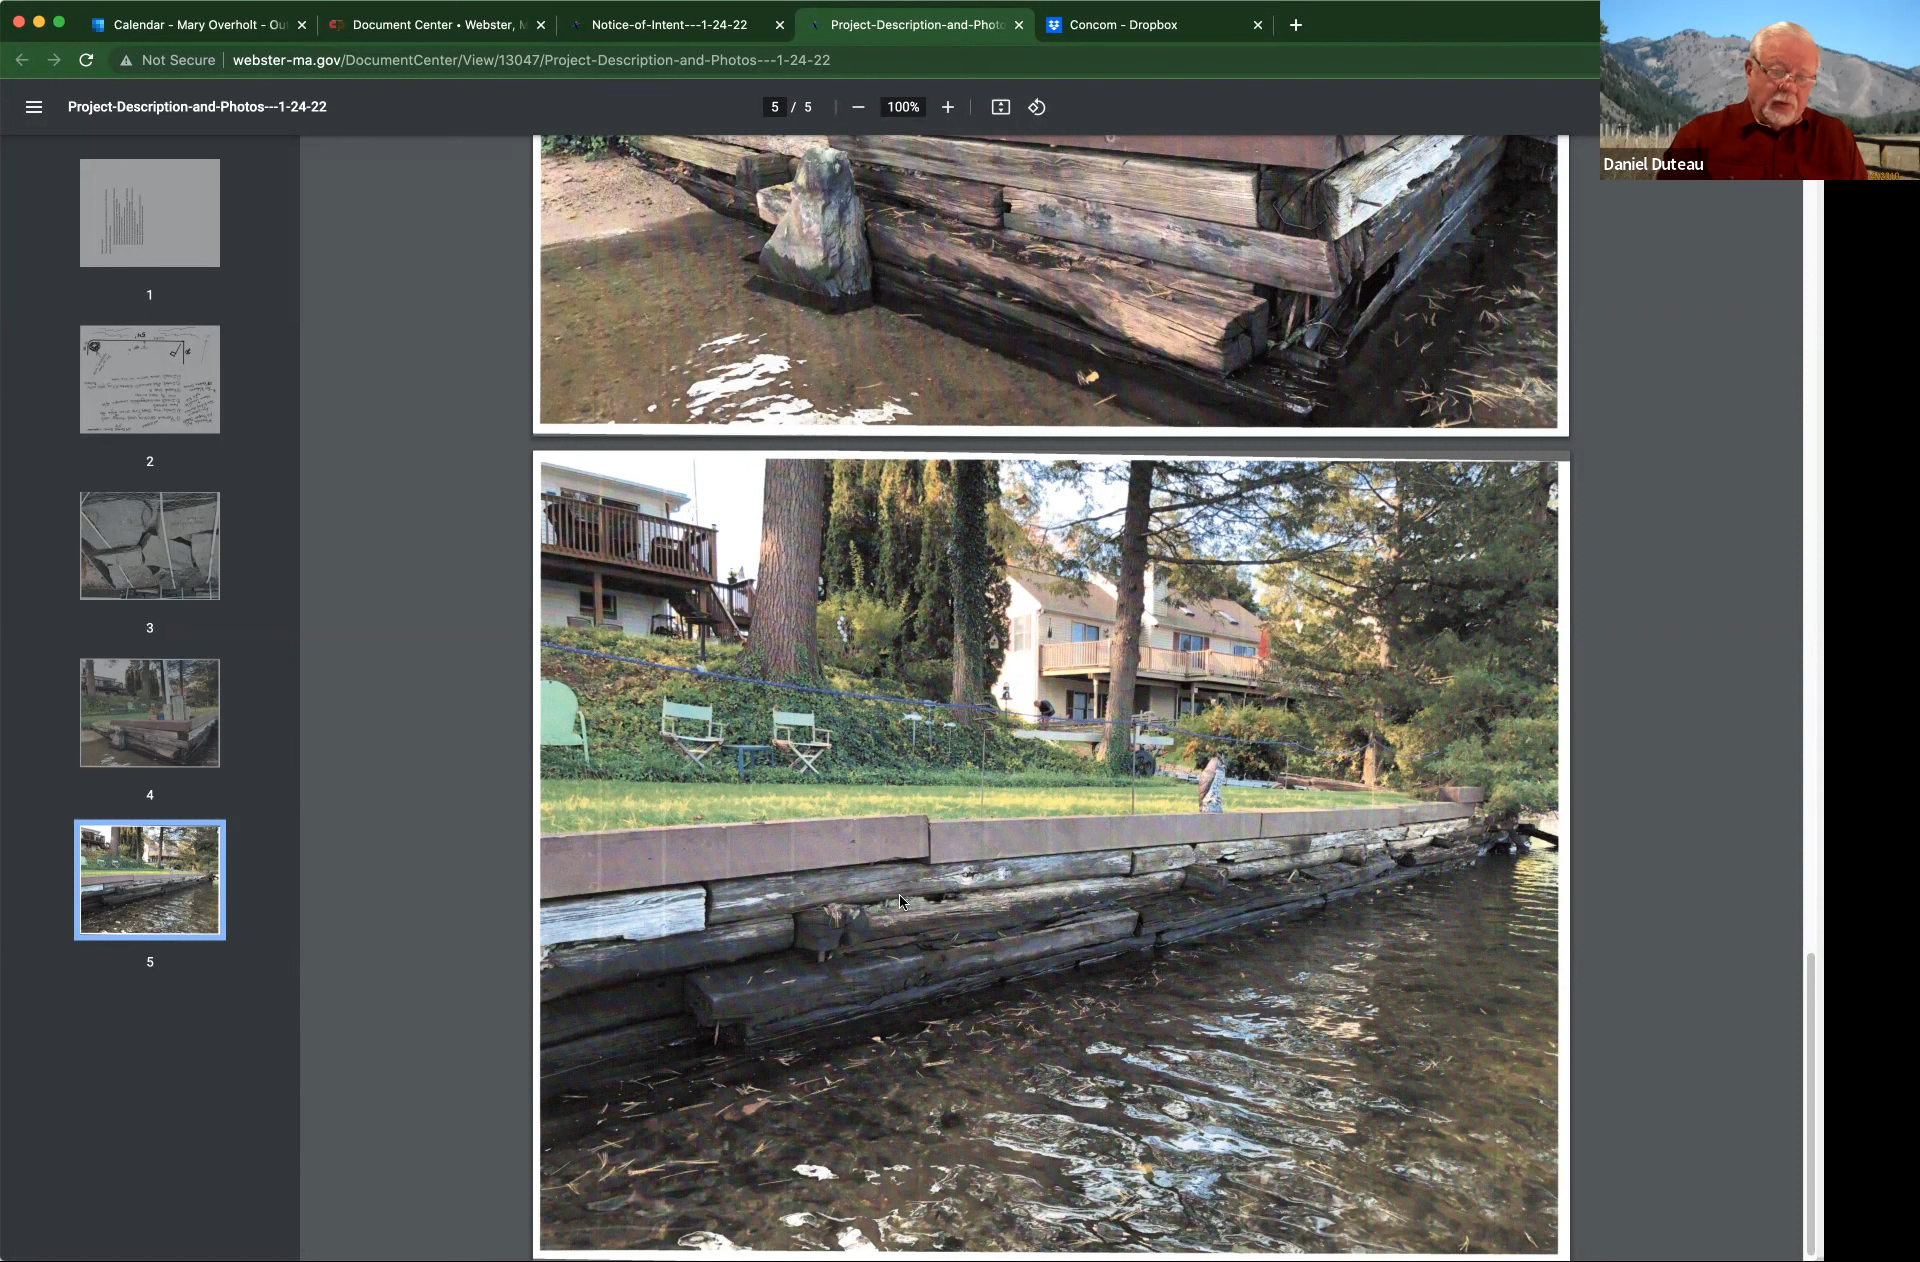 Calendar - Mary Overholt - Ou
Document Center • Webster, M
Notice-of-Intent---1-24-22
Project-Description-and-Photo
Concom - Dropbox
Not Secure
webster-ma.gov/DocumentCenter/View/13047/Project-Description-and-Photos---1-24-22
Project-Description-and-Photos---1-24-22
5 / 5
100%
Daniel Duteau
1
2
3
4
5